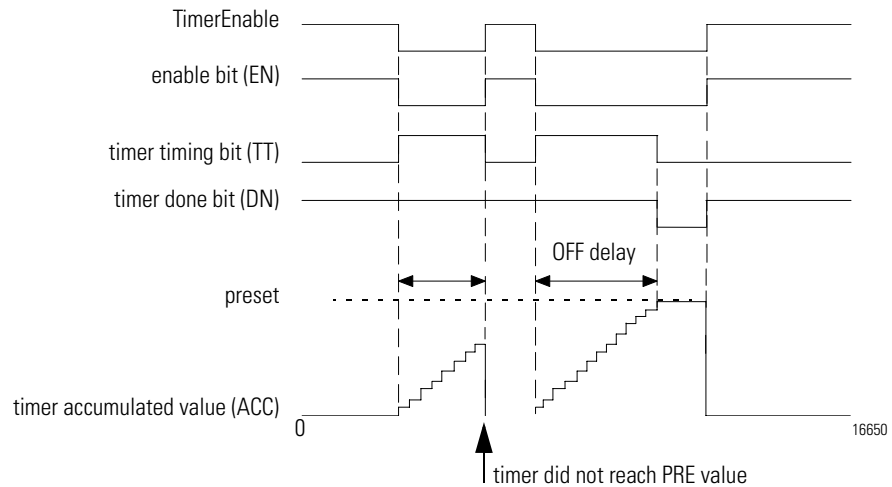 TimerEnable
enable bit (EN)
timer timing bit (TT)
timer done bit (DN)
OFF delay
preset
timer accumulated value (ACC)
0
16650
timer did not reach PRE value